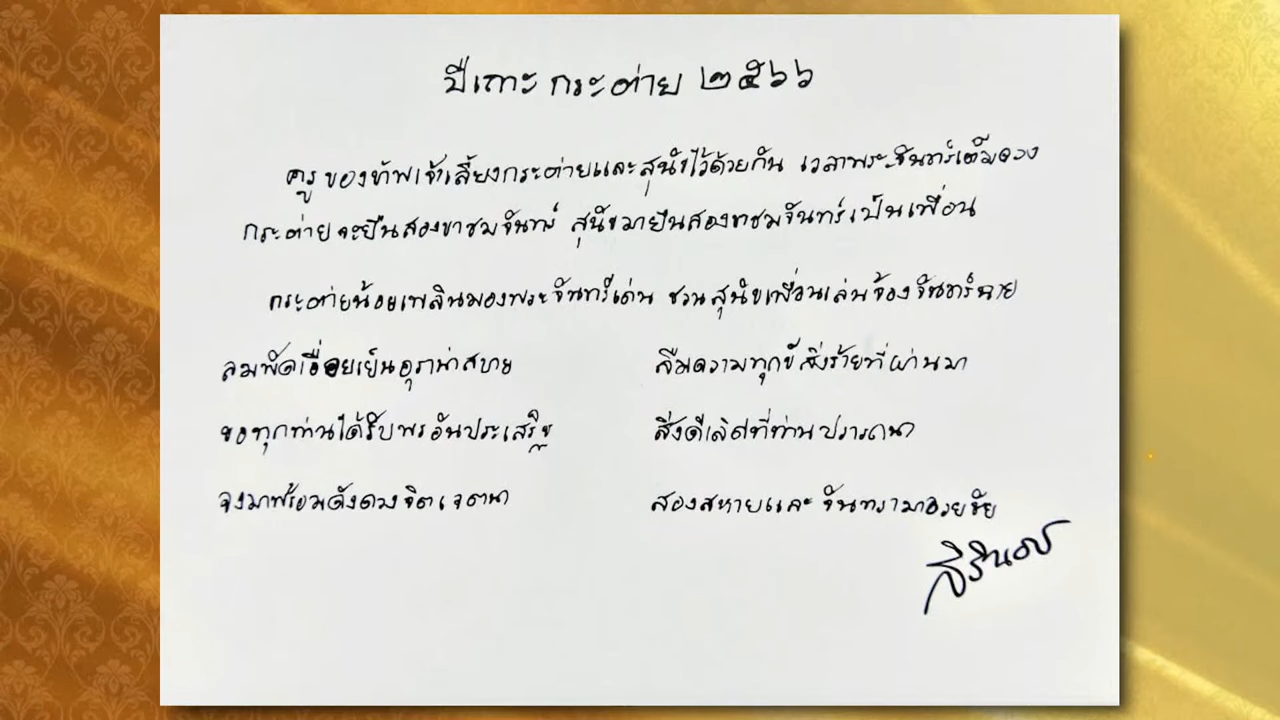 ปีเถาะ กระต่าย ๒๕๖๖
ครูของข้าพเจ้าเลี้ยงกระต่ายและสุนัขไว้ด้วยกัน เวลาพระจันทร์เต็มดวง
กระต่ายจะยืนสองขาชมจันทร์ สุนัขมายืนสองขาชมจันทร์เป็นเพื่อน
กระต่ายน้อยเพลินมองพระจันทร์เด่น ชวนสุนัขเพื่อนเล่นจ้องจันทร์ฉาย
ลมพัดเอื่อยเย็นอุราน่าสบาย ลืมความทุกข์สิ่งร้ายที่ผ่านมา
ขอทุกท่านได้รับพรอันประเสริฐ สิ่งดีเลิศที่ท่านปรารถนา
จงมาพร้อมดังดวงจิตเจตนา สองสหายและจันทรามาอวยชัย
สิรินธร